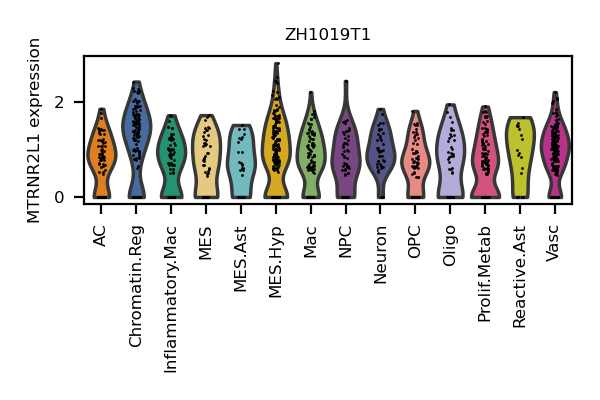 ZH1019T1
MTRNR2L1 expression
2
0
AC
Chromatin.Reg
Inflammatory.Mac
MES
MES.Ast
MES.Hyp
Mac
NPC
Neuron
OPC
Oligo
Prolif.Metab
Reactive.Ast
Vasc